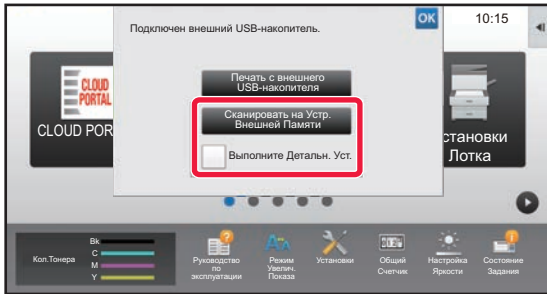 OK
10:15
Подключен внешний USB-накопитель.
Печать с внешнего
USB-накопителя
CLOUD
PORTAL
Сканировать на Устр.
Внешней Памяти
CLOUD POR
становки
Лотка
Выполните Детальн. Уст.
Кол.Тонера
Bk
C
M
Y
Руководство
по
эксплуатации
Режим
Увелич.
Показа
Установки
Общий
Счетчик
Настройка
Яркости
Состояние
Задания